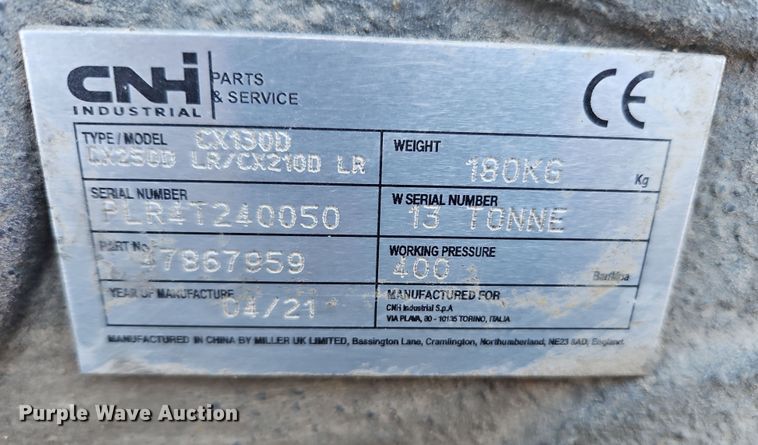 CNH
INDUSTRIAL
PARTS
& SERVICE
CE
TYPE / MODEL CX130D
CX250D LR/CX210D LR
WEIGHT
180KG Kg
SERIAL NUMBER
PLR4T240050
W SERIAL NUMBER
13 TONNE
PART No
47867959
WORKING PRESSURE
400 Bar/Mpa
YEAR OF MANUFACTURE 04/21
MANUFACTURED FOR
CNH Industrial S.p.A
VIA PLAVA, 80 - 10135 TORINO, ITALIA
MANUFACTURED IN CHINA BY MILLER UK LIMITED, Bassington Lane, Cramlington, Northumberland, NE23 8AD, England.
Purple Wave Auction